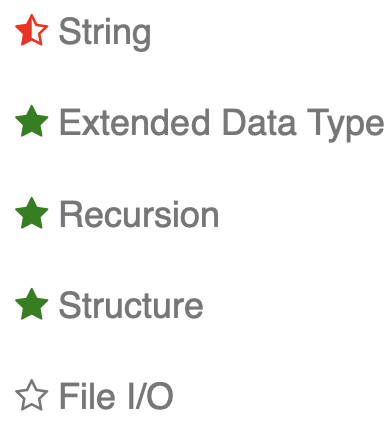 String
Extended Data Type
Recursion
Structure
File I/O